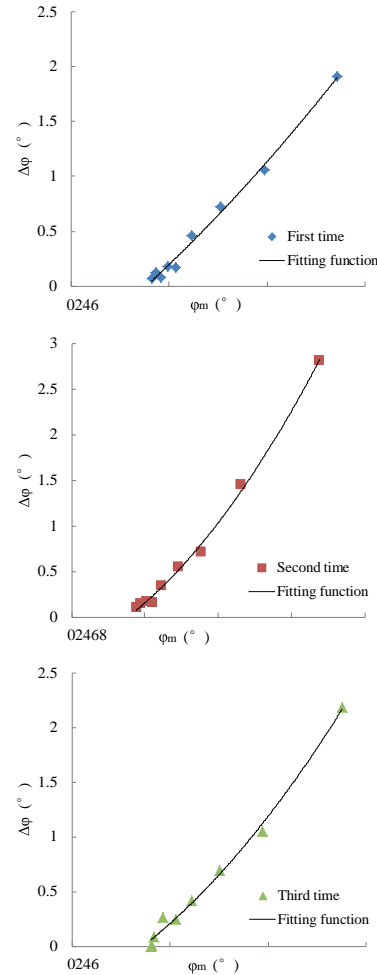 2
1.5
1
0.5
0
Δφ (°)
First time
Fitting function
0246
φm (°)
3
2.5
2
1.5
1
0.5
0
Δφ (°)
Second time
Fitting function
02468
φm (°)
2.5
2
1.5
1
0.5
0
Δφ (°)
Third time
Fitting function
0246
φm (°)